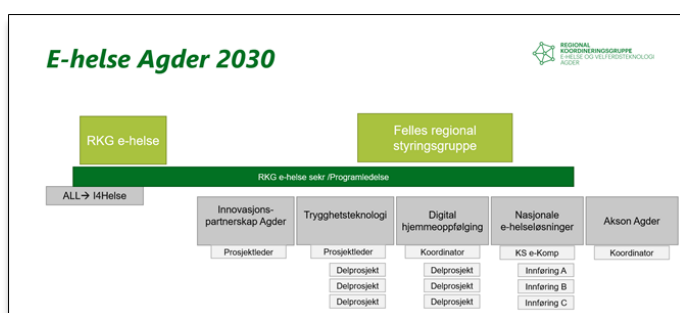 E-helse Agder 2030
REGIONAL
KOORDINERINGSGRUPPE
E-HELSE OG VELFERDSTEKNOLOGI
AGDER
RKG e-helse
Felles regional
styringsgruppe
RKG e-helse sekr /Programledelse
ALL→ I4Helse
Innovasjons-
partnerskap Agder
Trygghetsteknologi
Digital
hjemmeoppfølging
Nasjonale
e-helseløsninger
Akson Agder
Prosjektleder
Prosjektleder
Koordinator
KS e-Komp
Koordinator
Delprosjekt
Delprosjekt
Innføring A
Delprosjekt
Delprosjekt
Innføring B
Delprosjekt
Delprosjekt
Innføring C